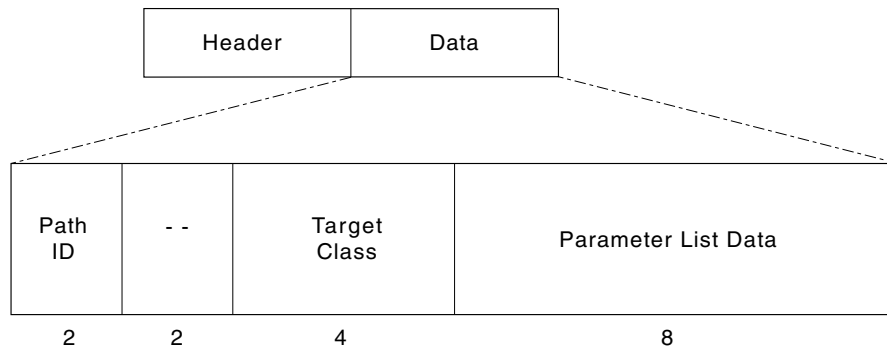 Header
Data
Path
ID
- -
Target
Class
Parameter List Data
2
2
4
8